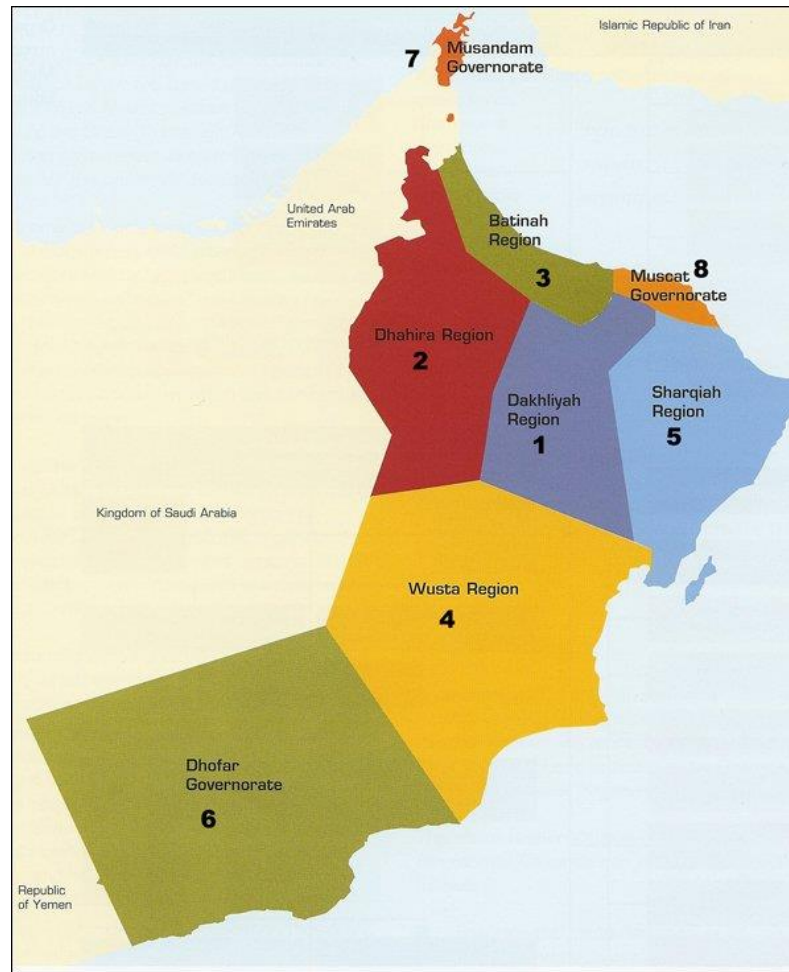 Islamic Republic of Iran
7
Musandam
Governorate
United Arab
Emirates
Batinah
Region
3
Muscat
Governorate
8
Dhahira Region
2
Dakhliyah
Region
1
Sharqiah
Region
5
Kingdom of Saudi Arabia
Wusta Region
4
Dhofar
Governorate
6
Republic
of Yemen